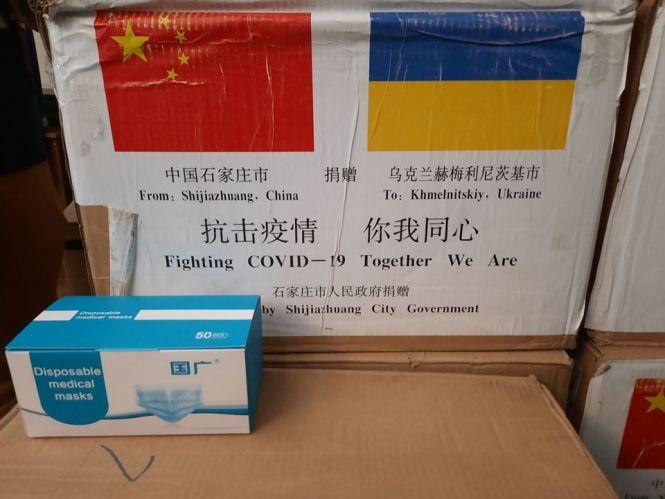 中国石家庄市 捐赠 乌克兰赫梅利尼茨基市
From: Shijiazhuang, China To: Khmelnitskiy, Ukraine
抗击疫情 你我同心
Fighting COVID—19 Together We Are
石家庄市人民政府捐赠
by Shijiazhuang City Government
Disposable
medical masks
50
国广
Disposable
medical
masks
V
中